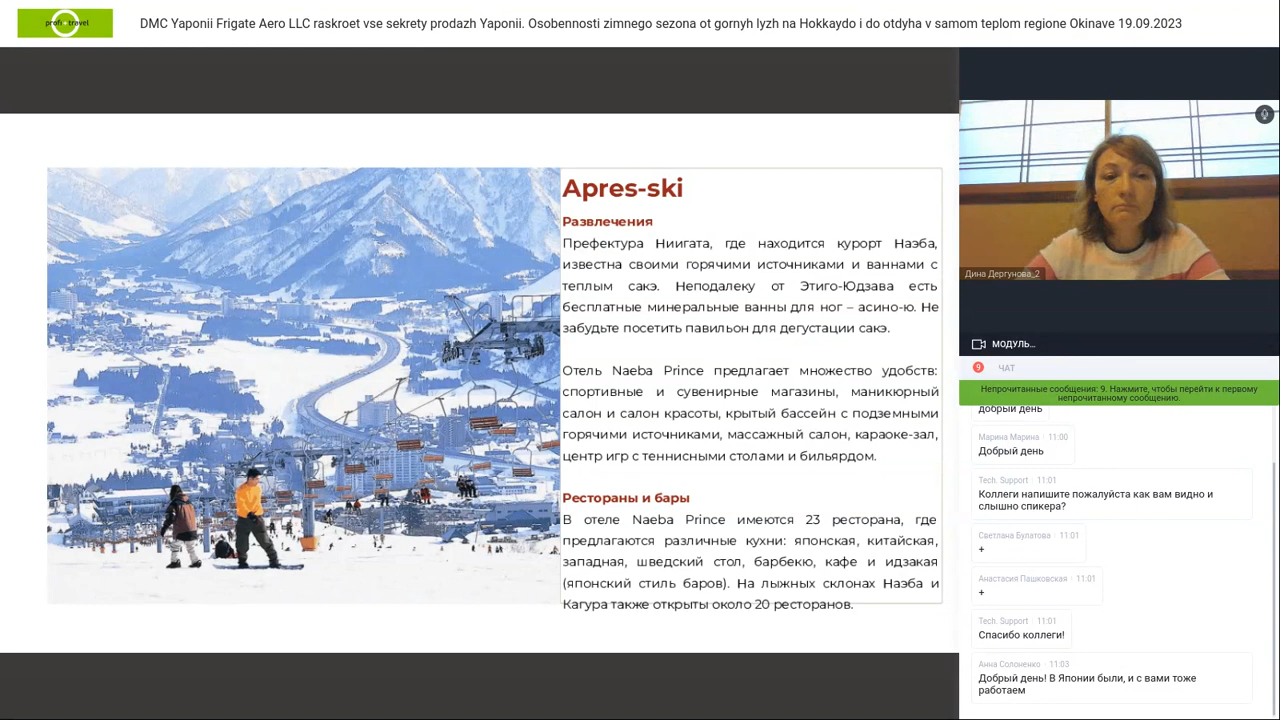 profi travel
DMC Yaponii Frigate Aero LLC raskroet vse sekrety prodazh Yaponii. Osobennosti zimnego sezona ot gornyh lyzh na Hokkaydo i do otdyha v samom teplom regione Okinave 19.09.2023
Apres-ski
Развлечения
Префектура Ниигата, где находится курорт Наэба,
известна своими горячими источниками и ваннами с
теплым сакэ. Неподалеку от Этиго-Юдзава есть
бесплатные минеральные ванны для ног – асино-ю. Не
забудьте посетить павильон для дегустации сакэ.
Отель Naeba Prince предлагает множество удобств:
спортивные и сувенирные магазины, маникюрный
салон и салон красоты, крытый бассейн с подземными
горячими источниками, массажный салон, караоке-зал,
центр игр с теннисными столами и бильярдом.
Рестораны и бары
В отеле Naeba Prince имеются 23 ресторана, где
предлагаются различные кухни: японская, китайская,
западная, шведский стол, барбекю, кафе и идзакая
(японский стиль баров). На лыжных склонах Наэба и
Кагура также открыты около 20 ресторанов.
Дина Дергунова_2
МОДУЛЬ...
9 ЧАТ
Непрочитанные сообщения: 9. Нажмите, чтобы перейти к первому
непрочитанному сообщению.
добрый день
Марина Марина 11:00
Добрый день
Tech. Support 11:01
Коллеги напишите пожалуйста как вам видно и
слышно спикера?
Светлана Булатова 11:01
+
Анастасия Пашковская 11:01
+
Tech. Support 11:01
Спасибо коллеги!
Анна Солоненко 11:03
Добрый день! В Японии были, и с вами тоже
работаем